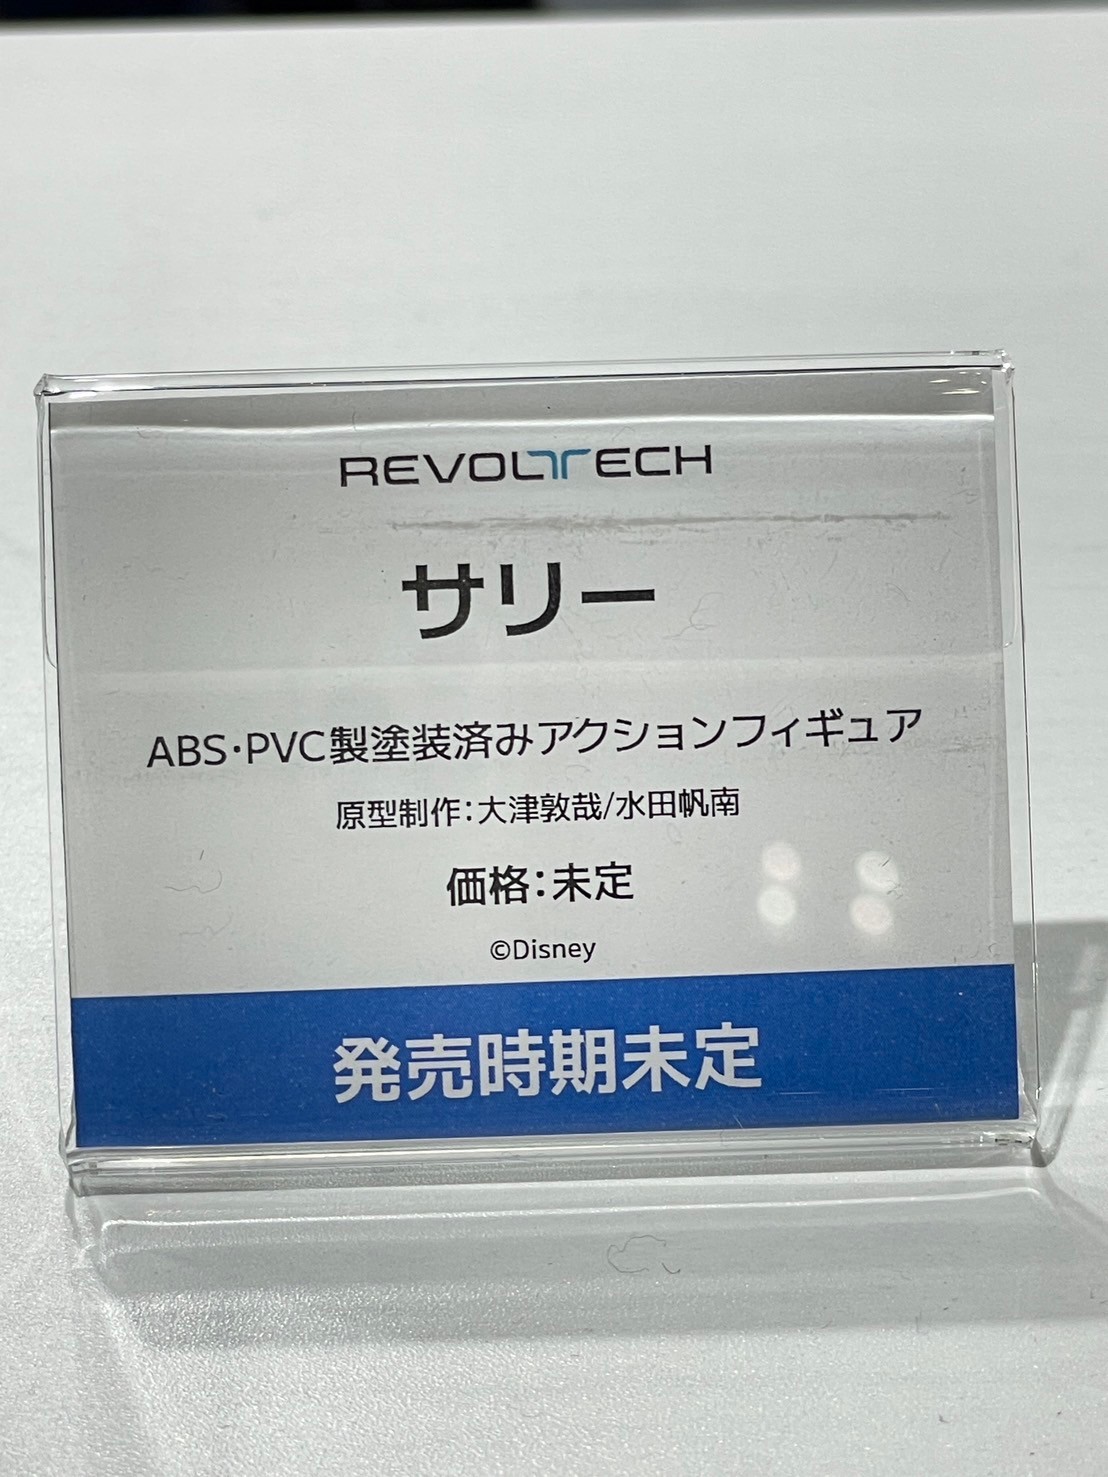 REVOLTECH
サリー
ABS・PVC製塗装済みアクションフィギュア
原型制作：大津敦哉/水田帆南
価格：未定
©Disney
発売時期未定